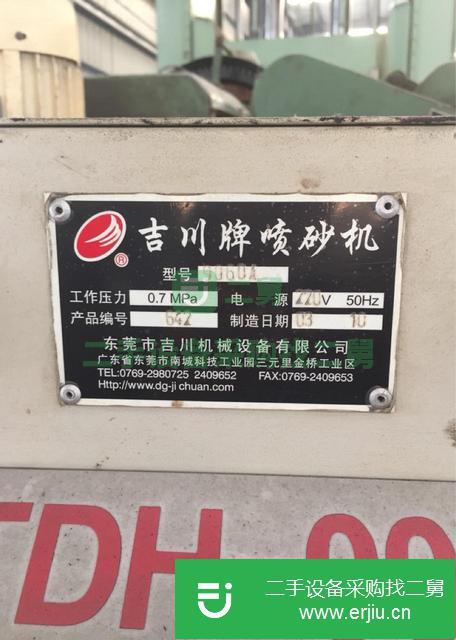 吉川牌喷砂机
型号 9060A
工作压力 0.7 MPa 电 源 220V 50Hz
产品编号 642 制造日期 03 10
东莞市吉川机械设备有限公司
广东省东莞市南城科技工业园三元里金桥工业区
TEL:0769-2980725 2409652 FAX:0769-2409653
Http://www.dg-ji chuan.com
二手设备采购找二舅
www.erjiu.cn